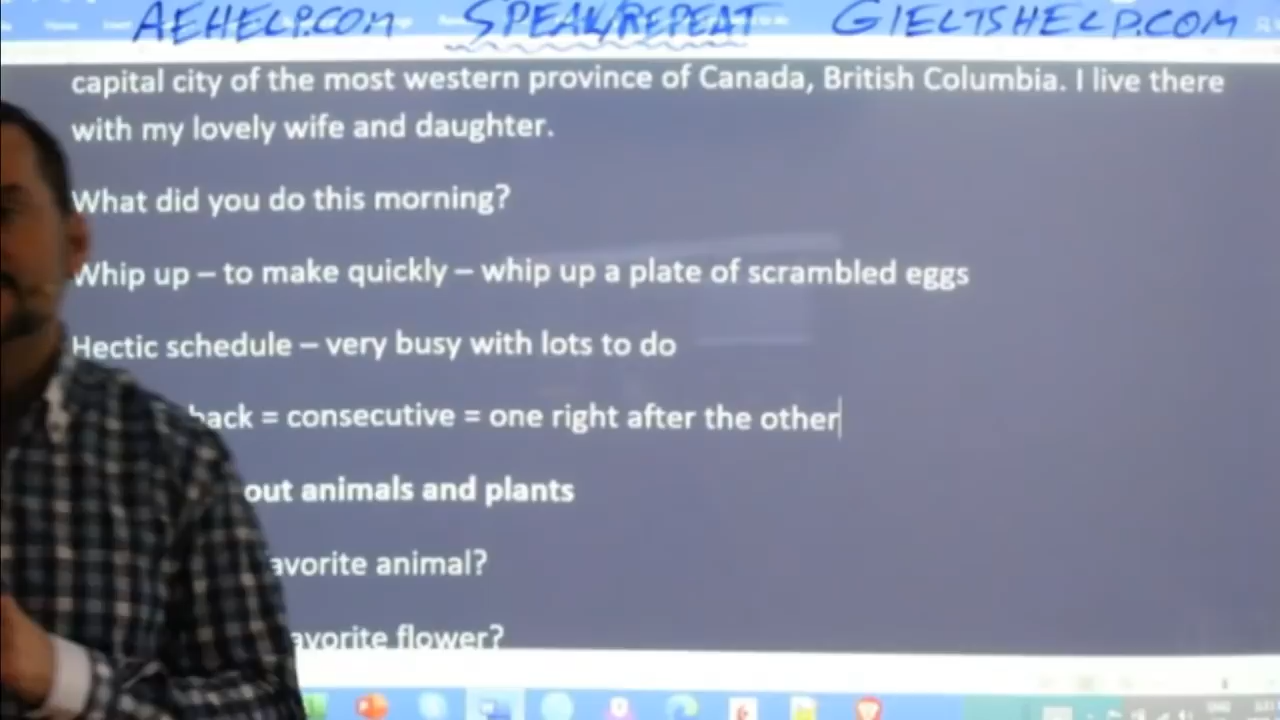 AEHELP.COM SPEAK/REPEAT GIELTSHELP.COM
capital city of the most western province of Canada, British Columbia. I live there
with my lovely wife and daughter.
What did you do this morning?
Whip up – to make quickly – whip up a plate of scrambled eggs
Hectic schedule – very busy with lots to do
back = consecutive = one right after the other
out animals and plants
avorite animal?
avorite flower?